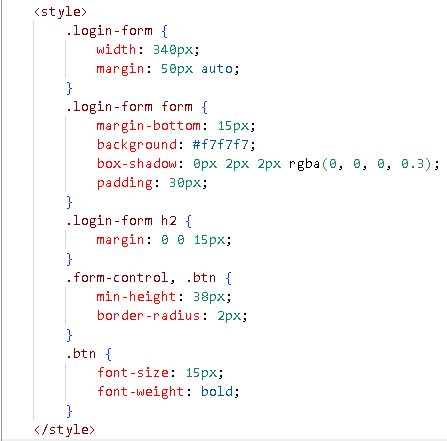 <style>
.login-form {
width: 340px;
margin: 50px auto;
}
.login-form form {
margin-bottom: 15px;
background: #f7f7f7;
box-shadow: 0px 2px 2px rgba(0, 0, 0, 0.3);
padding: 30px;
}
.login-form h2 {
margin: 0 0 15px;
}
.form-control, .btn {
min-height: 38px;
border-radius: 2px;
}
.btn {
font-size: 15px;
font-weight: bold;
}
</style>